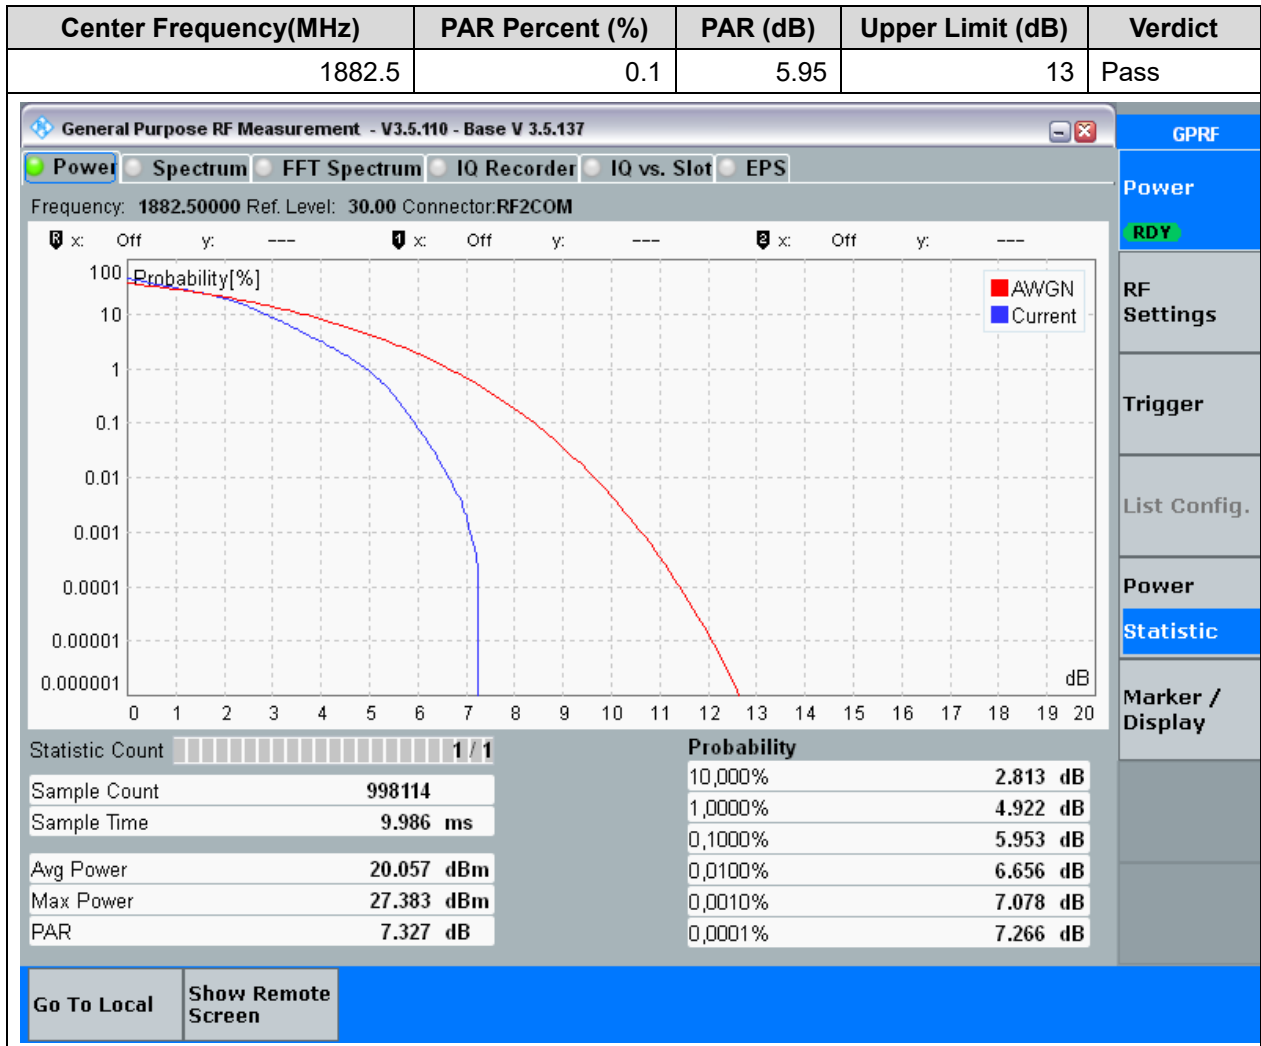 Center Frequency(MHz) PAR Percent (%) PAR (dB) Upper Limit (dB) Verdict
1882.5 0.1 5.95 13 Pass
General Purpose RF Measurement - V3.5.110 - Base V 3.5.137
Power Spectrum FFT Spectrum IQ Recorder IQ vs. Slot EPS
Frequency: 1882.50000 Ref. Level: 30.00 Connector:RF2COM
R x: Off y: --- 1 x: Off y: --- 2 x: Off y: ---
Probability[%]
100
10
1
0.1
0.01
0.001
0.0001
0.00001
0.000001
AWGN
Current
dB
0 1 2 3 4 5 6 7 8 9 10 11 12 13 14 15 16 17 18 19 20
Statistic Count 1 / 1
Sample Count 998114
Sample Time 9.986 ms
Avg Power 20.057 dBm
Max Power 27.383 dBm
PAR 7.327 dB
Probability
10,000% 2.813 dB
1,0000% 4.922 dB
0,1000% 5.953 dB
0,0100% 6.656 dB
0,0010% 7.078 dB
0,0001% 7.266 dB
GPRF
Power
RDY
RF
Settings
Trigger
List Config.
Power
Statistic
Marker /
Display
Go To Local
Show Remote
Screen